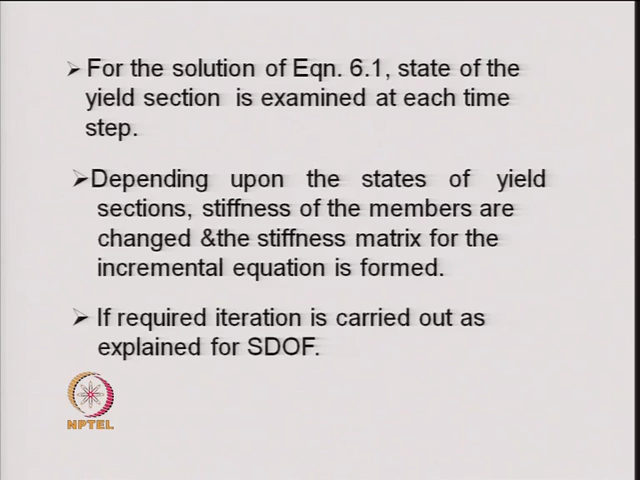 ➢ For the solution of Eqn. 6.1, state of the
yield section is examined at each time
step.
➢Depending upon the states of yield
sections, stiffness of the members are
changed &the stiffness matrix for the
incremental equation is formed.
➢ If required iteration is carried out as
explained for SDOF.
NPTEL